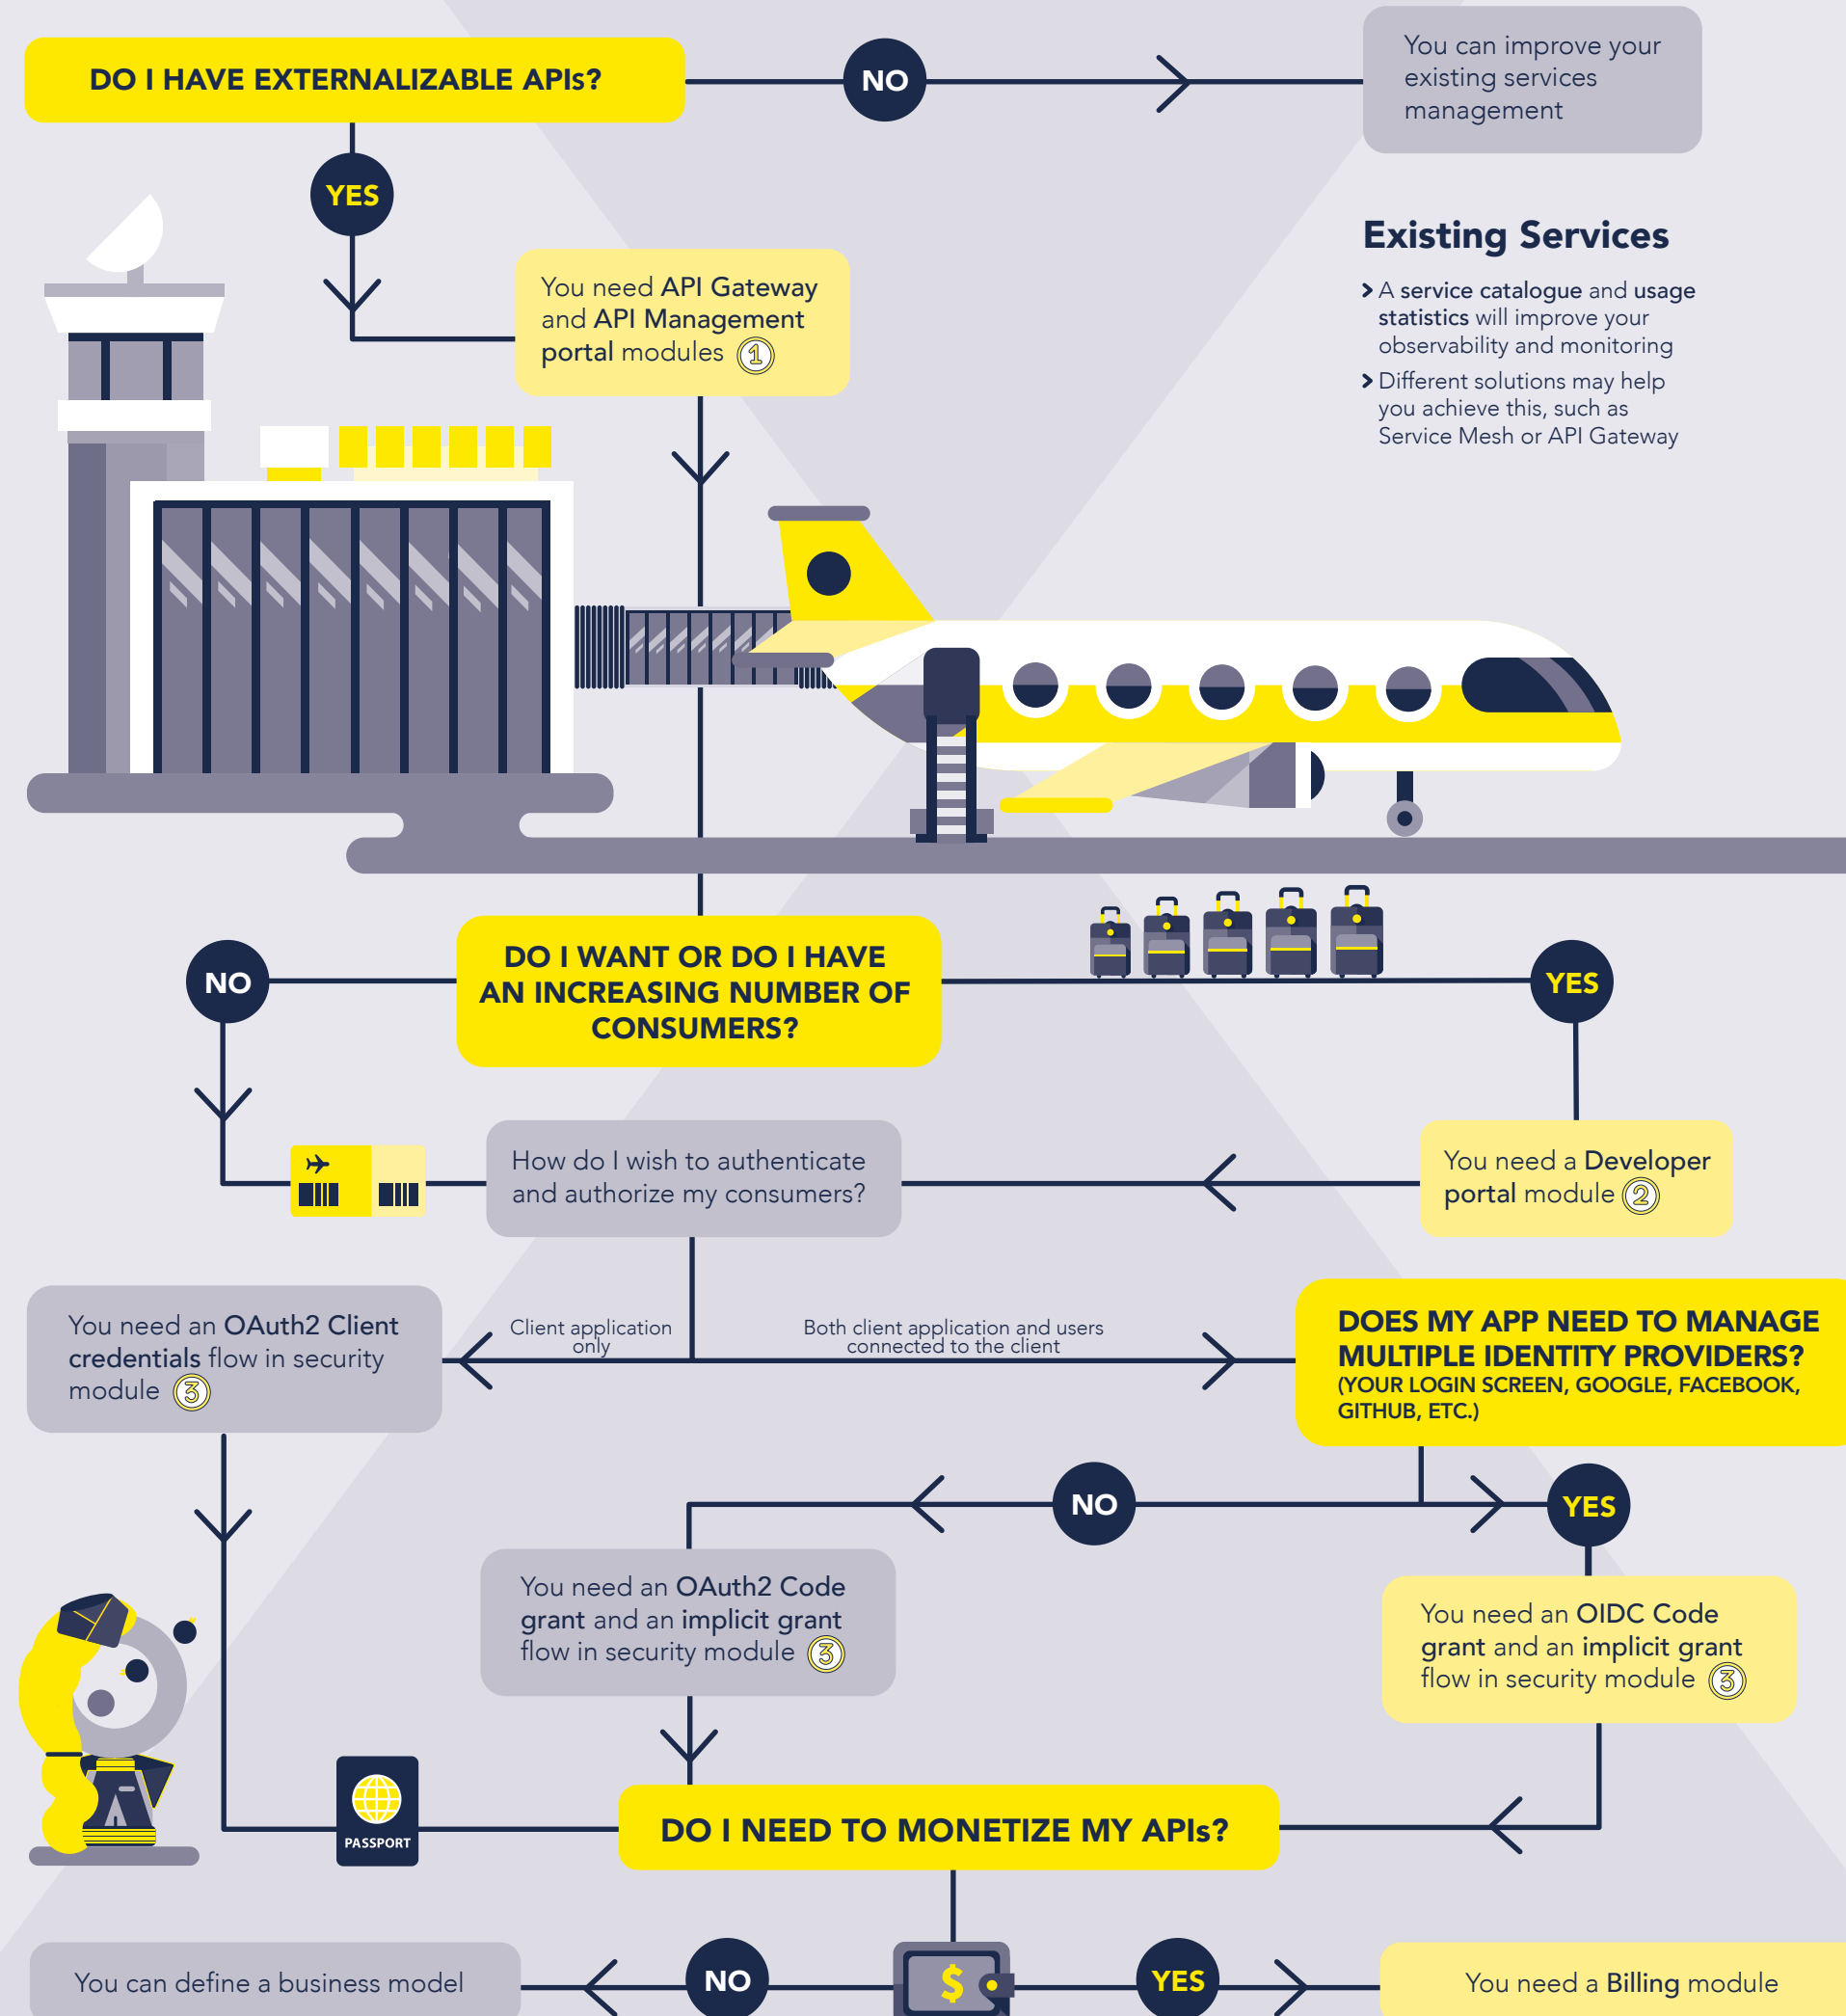 DO I HAVE EXTERNALIZABLE APIs?
NO
You can improve your
existing services
management
YES
You need API Gateway
and API Management
portal modules 1
Existing Services
A service catalogue and usage
statistics will improve your
observability and monitoring
Different solutions may help
you achieve this, such as
Service Mesh or API Gateway
DO I WANT OR DO I HAVE
AN INCREASING NUMBER OF
CONSUMERS?
NO
YES
How do I wish to authenticate
and authorize my consumers?
You need a Developer
portal module 2
You need an OAuth2 Client
credentials flow in security
module 3
Client application
only
Both client application and users
connected to the client
DOES MY APP NEED TO MANAGE
MULTIPLE IDENTITY PROVIDERS?
(YOUR LOGIN SCREEN, GOOGLE, FACEBOOK,
GITHUB, ETC.)
NO
YES
You need an OAuth2 Code
grant and an implicit grant
flow in security module 3
You need an OIDC Code
grant and an implicit grant
flow in security module 3
PASSPORT
DO I NEED TO MONETIZE MY APIs?
You can define a business model
NO
$
YES
You need a Billing module